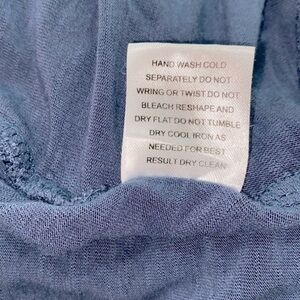 HAND WASH COLD
SEPARATELY DO NOT
WRING OR TWIST DO NOT
BLEACH RESHAPE AND
DRY FLAT DO NOT TUMBLE
DRY COOL IRON AS
NEEDED FOR BEST
RESULT DRY CLEAN